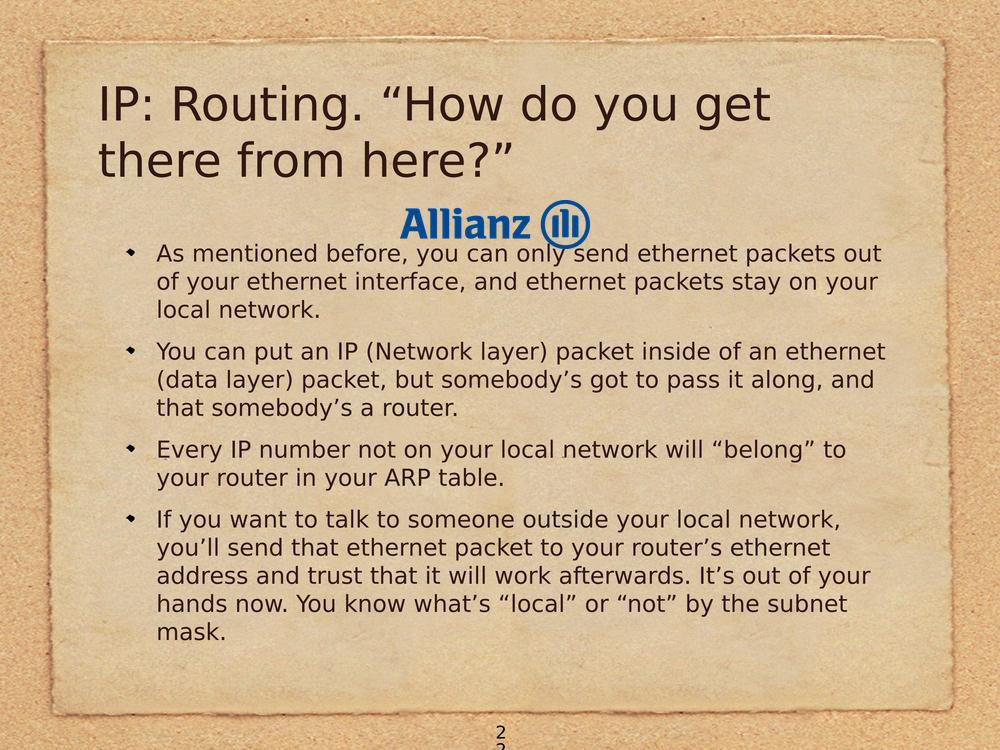 IP: Routing. “How do you get
there from here?”
Allianz
As mentioned before, you can only send ethernet packets out
of your ethernet interface, and ethernet packets stay on your
local network.
You can put an IP (Network layer) packet inside of an ethernet
(data layer) packet, but somebody’s got to pass it along, and
that somebody’s a router.
Every IP number not on your local network will “belong” to
your router in your ARP table.
If you want to talk to someone outside your local network,
you’ll send that ethernet packet to your router’s ethernet
address and trust that it will work afterwards. It’s out of your
hands now. You know what’s “local” or “not” by the subnet
mask.
2
2